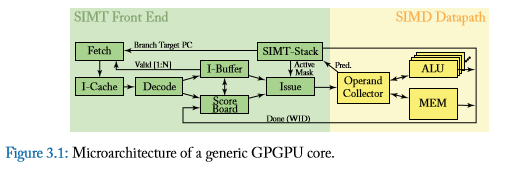 SIMT Front End
SIMD Datapath
Fetch
Branch Target PC
SIMT-Stack
Valid [1:N]
I-Buffer
Active
Mask
Pred.
ALU
I-Cache
Decode
Issue
Operand
Collector
Score
Board
MEM
Done (WID)
Figure 3.1: Microarchitecture of a generic GPGPU core.